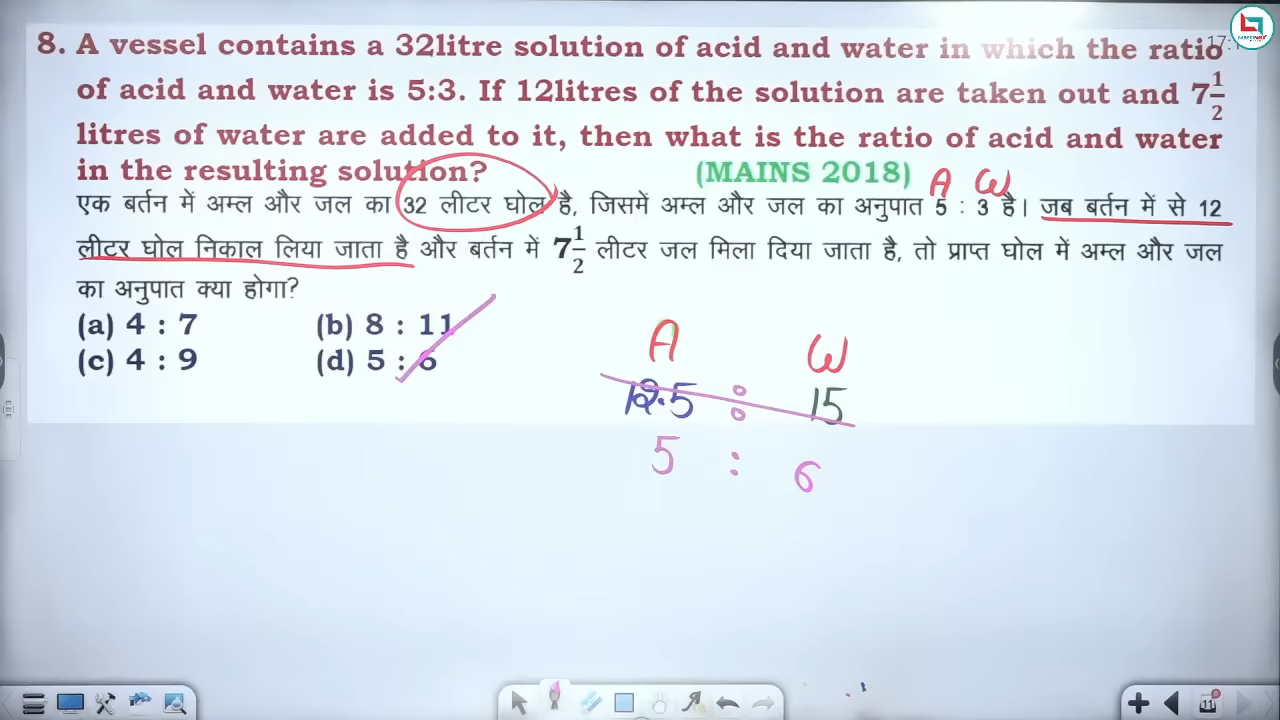 8. A vessel contains a 32litre solution of acid and water in which the ratio
of acid and water is 5:3. If 12litres of the solution are taken out and 7 1/2
litres of water are added to it, then what is the ratio of acid and water
in the resulting solution? (MAINS 2018)
A W
एक बर्तन में अम्ल और जल का 32 लीटर घोल है, जिसमें अम्ल और जल का अनुपात 5 : 3 है। जब बर्तन में से 12
लीटर घोल निकाल लिया जाता है और बर्तन में 7 1/2 लीटर जल मिला दिया जाता है, तो प्राप्त घोल में अम्ल और जल
का अनुपात क्या होगा?
(a) 4 : 7 (b) 8 : 11
(c) 4 : 9 (d) 5 : 6
A W
12.5 : 15
5 : 6